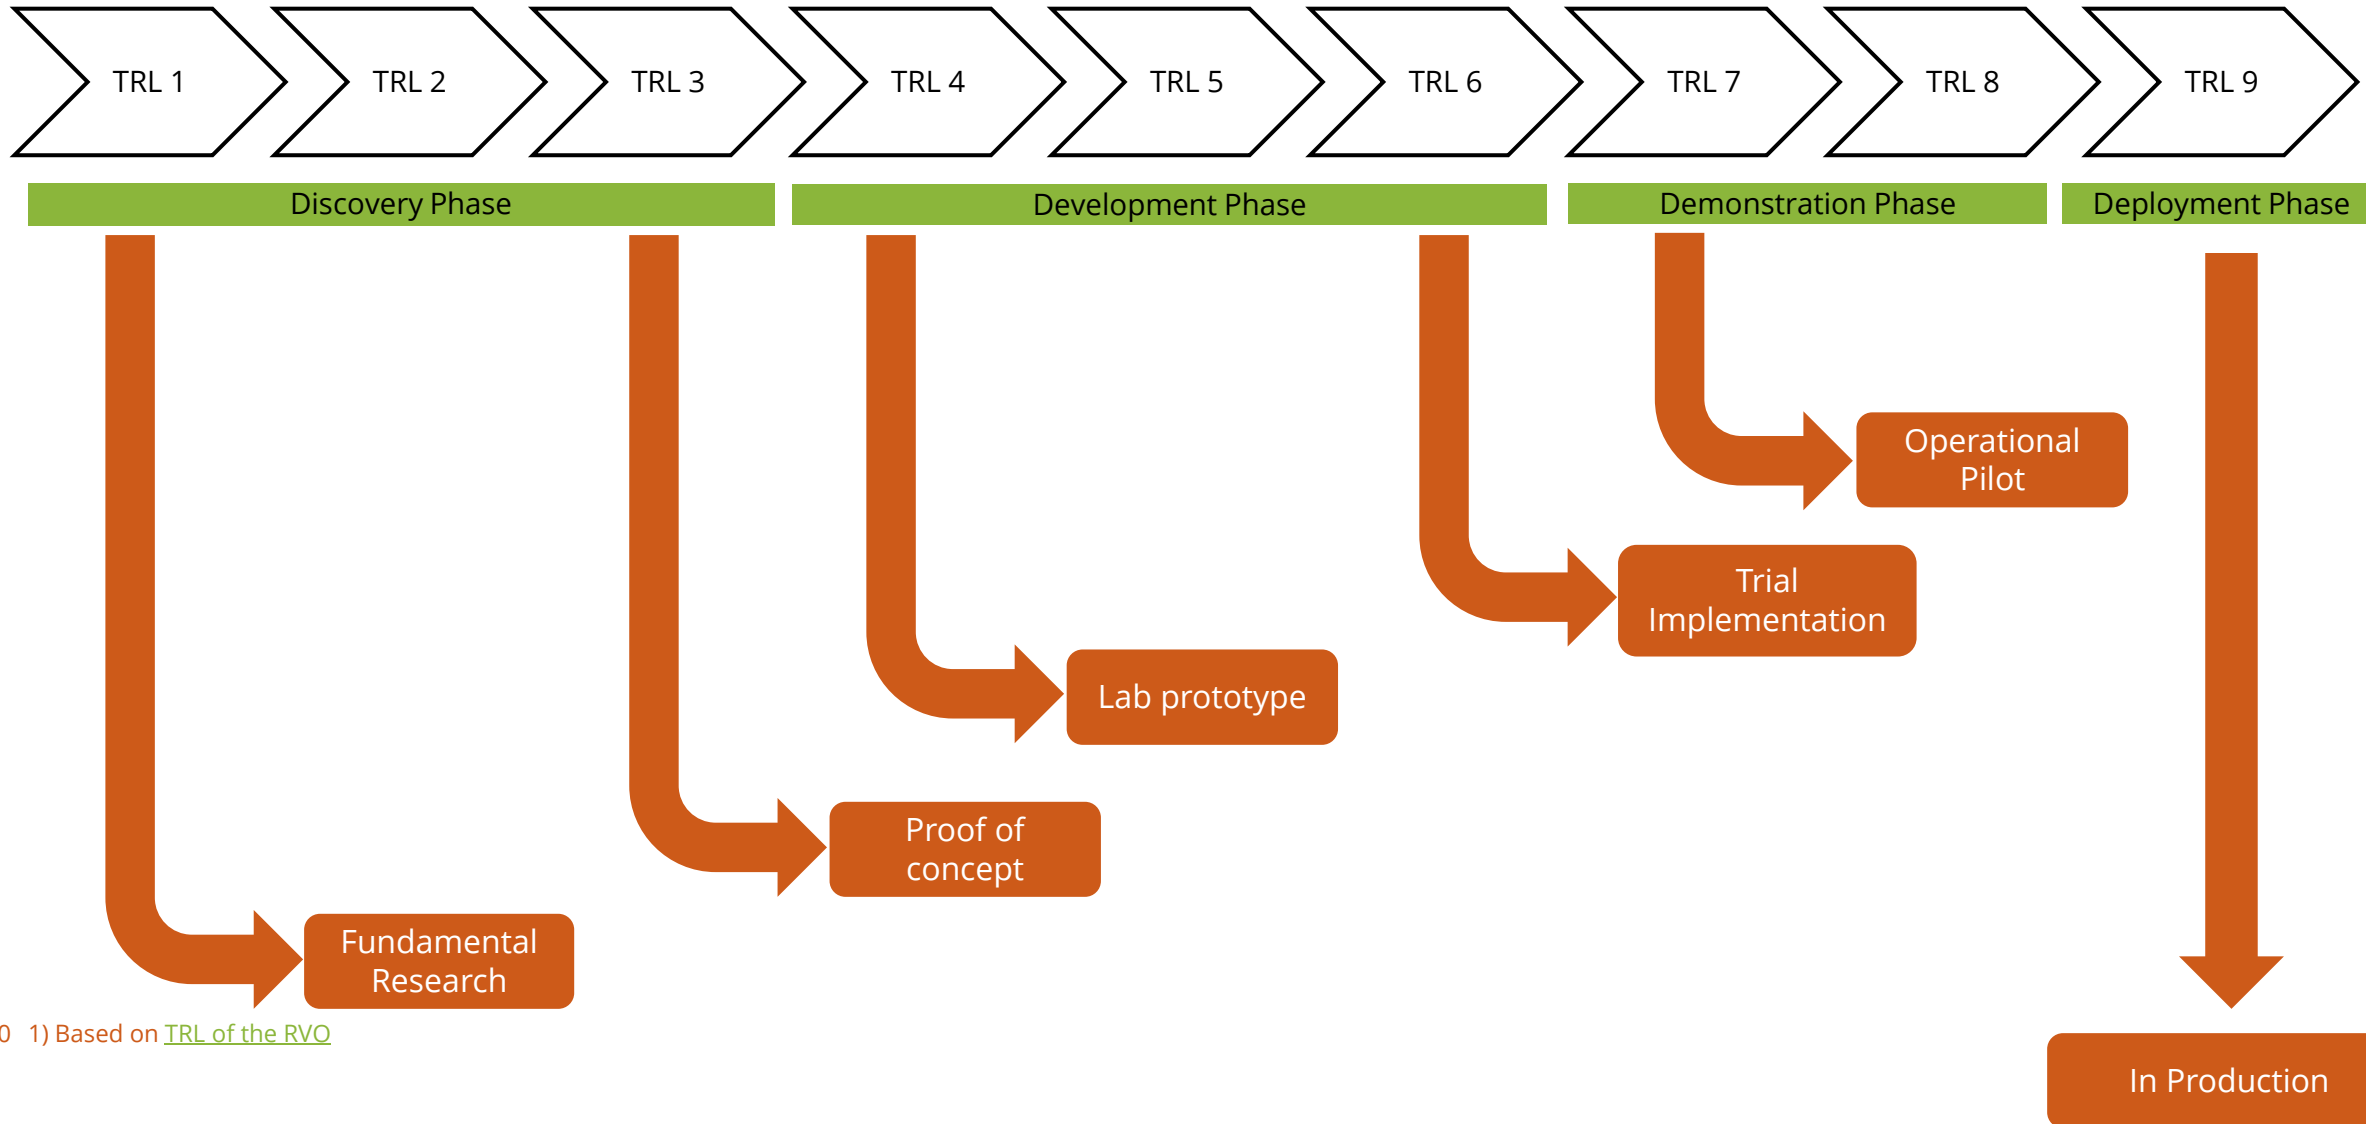 TRL 1
TRL 2
TRL 3
TRL 4
TRL 5
TRL 6
TRL 7
TRL 8
TRL 9
Discovery Phase
Development Phase
Demonstration Phase
Deployment Phase
Operational
Pilot
Trial
Implementation
Lab prototype
Proof of
concept
Fundamental
Research
0 1) Based on TRL of the RVO
In Production